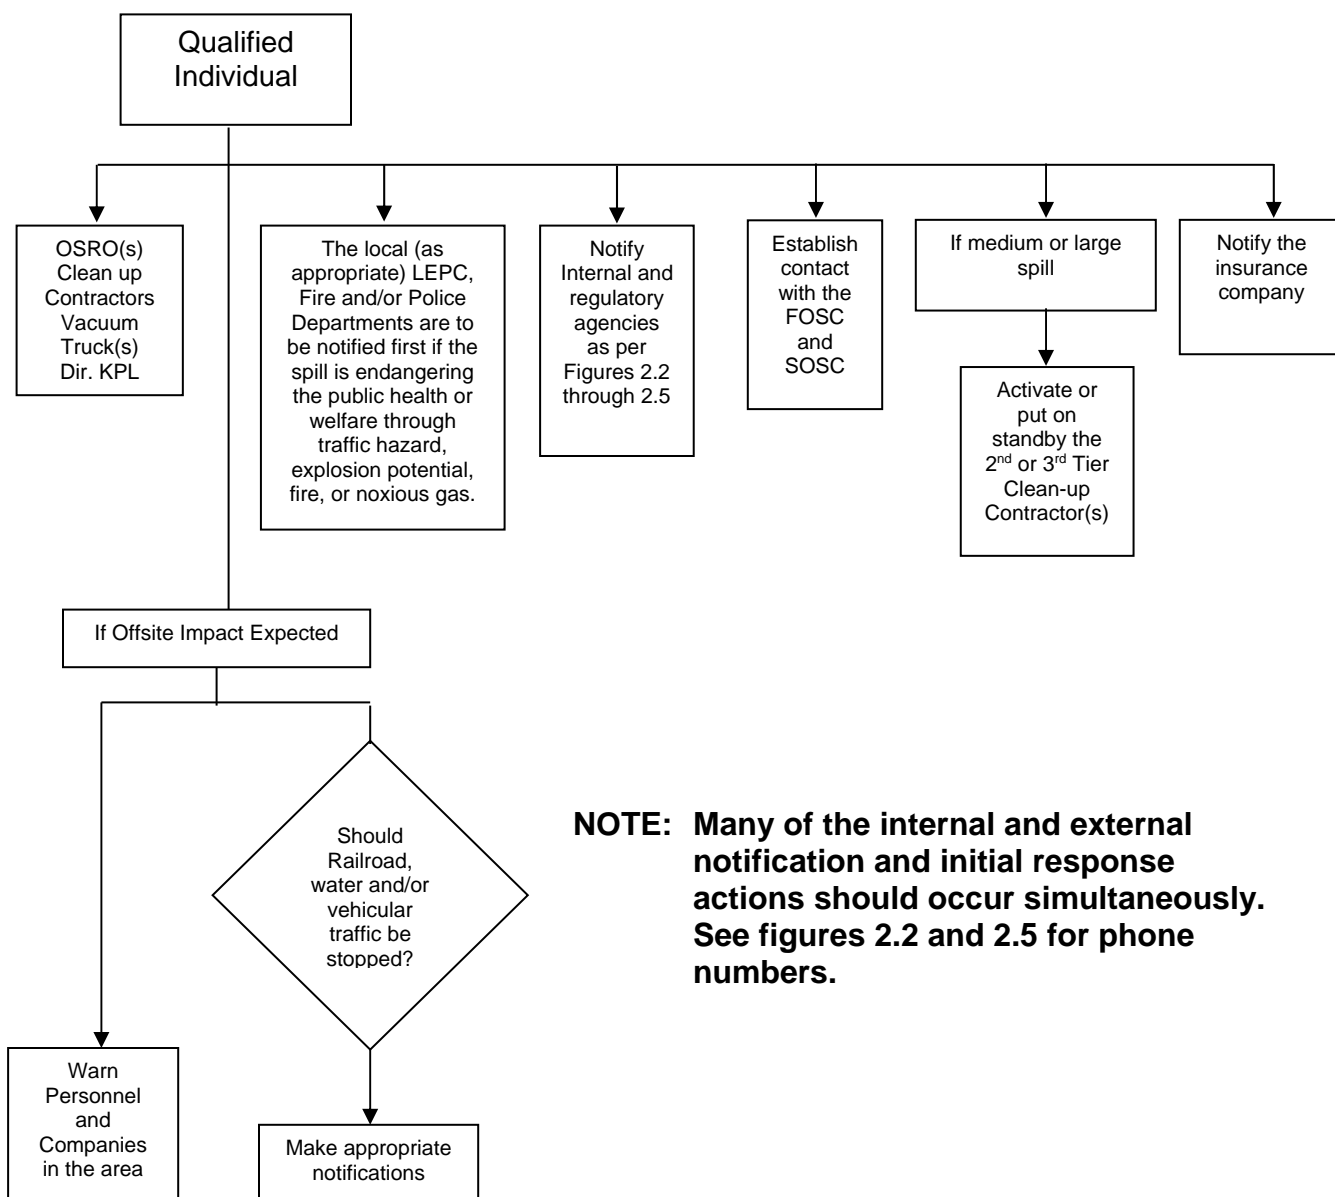 Qualified
Individual
OSRO(s)
Clean up
Contractors
Vacuum
Truck(s)
Dir. KPL
The local (as
appropriate) LEPC,
Fire and/or Police
Departments are to
be notified first if the
spill is endangering
the public health or
welfare through
traffic hazard,
explosion potential,
fire, or noxious gas.
Notify
Internal and
regulatory
agencies
as per
Figures 2.2
through 2.5
Establish
contact
with the
FOSC
and
SOSC
If medium or large
spill
Activate or
put on
standby the
2nd or 3rd Tier
Clean-up
Contractor(s)
Notify the
insurance
company
If Offsite Impact Expected
Should
Railroad,
water and/or
vehicular
traffic be
stopped?
NOTE: Many of the internal and external
notification and initial response
actions should occur simultaneously.
See figures 2.2 and 2.5 for phone
numbers.
Warn
Personnel
and
Companies
in the area
Make appropriate
notifications